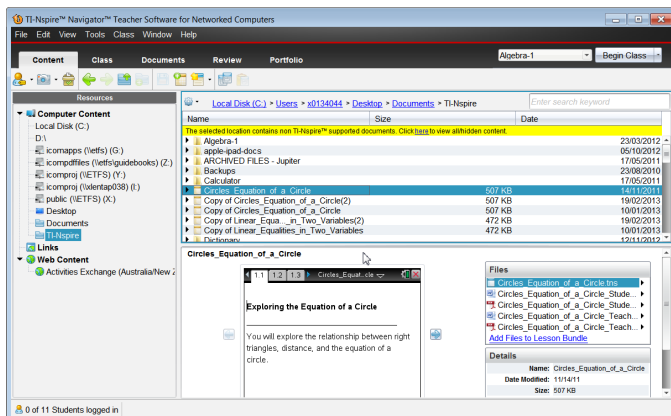 TI-Nspire™ Navigator™ Teacher Software for Networked Computers
File Edit View Tools Class Window Help
Content Class Documents Review Portfolio
Algebra-1 Begin Class
Resources
Computer Content
Local Disk (C:)
D:\
icomapps (\\etfs) (G:)
icompdffiles (\\etfs\guidebooks) (Z:)
icomproj (\\ETFS) (Y:)
icomproj (\\xlentap038) (I:)
public (\\ETFS) (X:)
Desktop
Documents
TI-Nspire
Links
Web Content
Activities Exchange (Australia/New Z
Local Disk (C:) > Users > x0134044 > Desktop > Documents > TI-Nspire
Enter search keyword
Name Size Date
The selected location contains non TI-Nspire™ supported documents. Click here to view all/hidden content.
Algebra-1 23/03/2012
apple-ipad-docs 05/10/2012
ARCHIVED FILES - Jupiter 17/05/2011
Backups 23/08/2010
Calculator 17/05/2011
Circles_Equation_of_a_Circle 507 KB 14/11/2011
Copy of Circles_Equation_of_a_Circle(2) 507 KB 19/02/2013
Copy of Circles_Equation_of_a_Circle 507 KB 10/01/2013
Copy of Linear_Equa..._in_Two_Variables(2) 472 KB 19/02/2013
Copy of Linear_Equalities_in_Two_Variables 472 KB 10/01/2013
Dictionary 12/11/2012
Circles_Equation_of_a_Circle
1.1 1.2 1.3 Circles_Equat...cle
Exploring the Equation of a Circle
You will explore the relationship between right
triangles, distance, and the equation of a
circle.
Files
Circles_Equation_of_a_Circle.tns
Circles_Equation_of_a_Circle_Stude...
Circles_Equation_of_a_Circle_Stude...
Circles_Equation_of_a_Circle_Teach...
Circles_Equation_of_a_Circle_Teach...
Add Files to Lesson Bundle
Details
Name: Circles_Equation_of_a_Circle
Date Modified: 11/14/11
Size: 507 KB
0 of 11 Students logged in